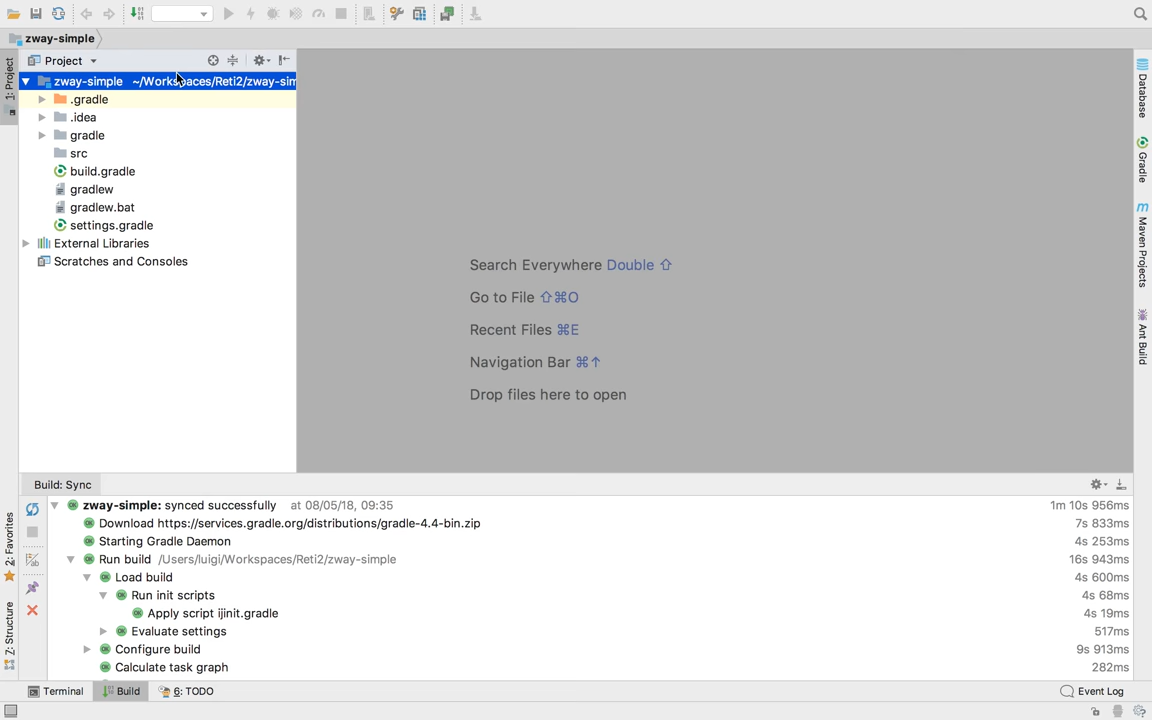 zway-simple
1: Project
Project
zway-simple ~/Workspaces/Reti2/zway-sim
.gradle
.idea
gradle
src
build.gradle
gradlew
gradlew.bat
settings.gradle
External Libraries
Scratches and Consoles
Search Everywhere Double ⇧
Go to File ⇧⌘O
Recent Files ⌘E
Navigation Bar ⌘↑
Drop files here to open
Database
Gradle
m Maven Projects
Ant Build
2: Favorites
Z: Structure
Build: Sync
zway-simple: synced successfully at 08/05/18, 09:35 1m 10s 956ms
Download https://services.gradle.org/distributions/gradle-4.4-bin.zip 7s 833ms
Starting Gradle Daemon 4s 253ms
Run build /Users/luigi/Workspaces/Reti2/zway-simple 16s 943ms
Load build 4s 600ms
Run init scripts 4s 68ms
Apply script ijinit.gradle 4s 19ms
Evaluate settings 517ms
Configure build 9s 913ms
Calculate task graph 282ms
Terminal Build 6: TODO Event Log